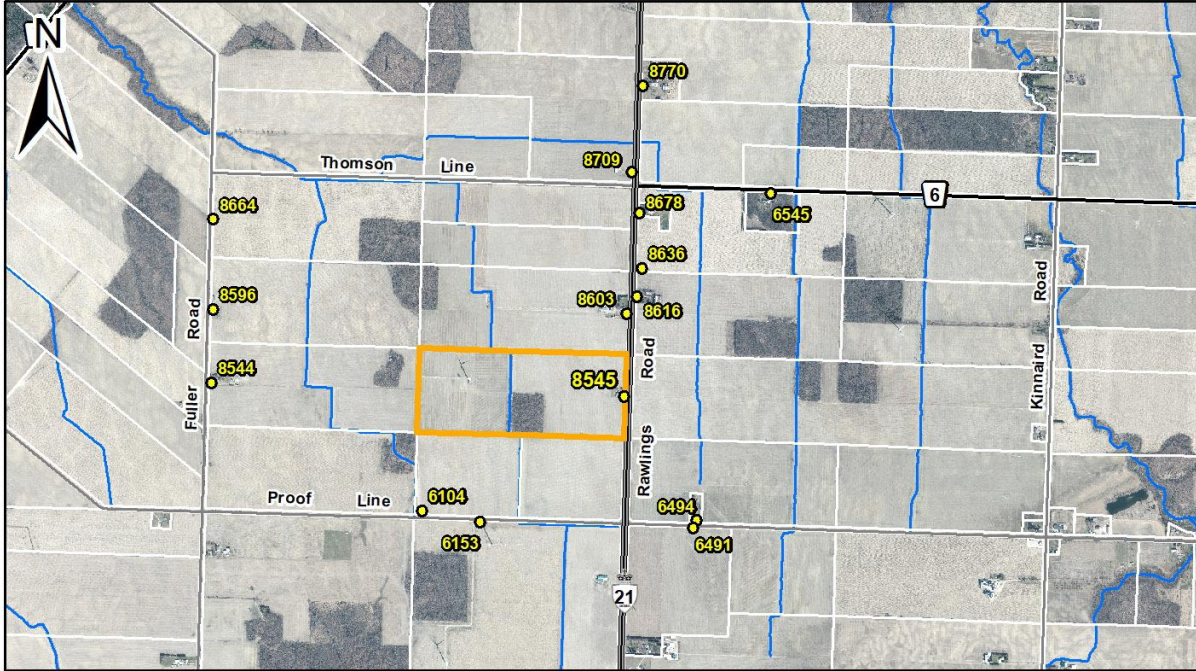 N
8770
Thomson Line
8709
6
8664
8678
6545
8636
Road
8596
8603
8616
Road
Road
8544
8545
Kinnaird
Fuller
Rawlings
Proof Line
6104
6494
6153
6491
21